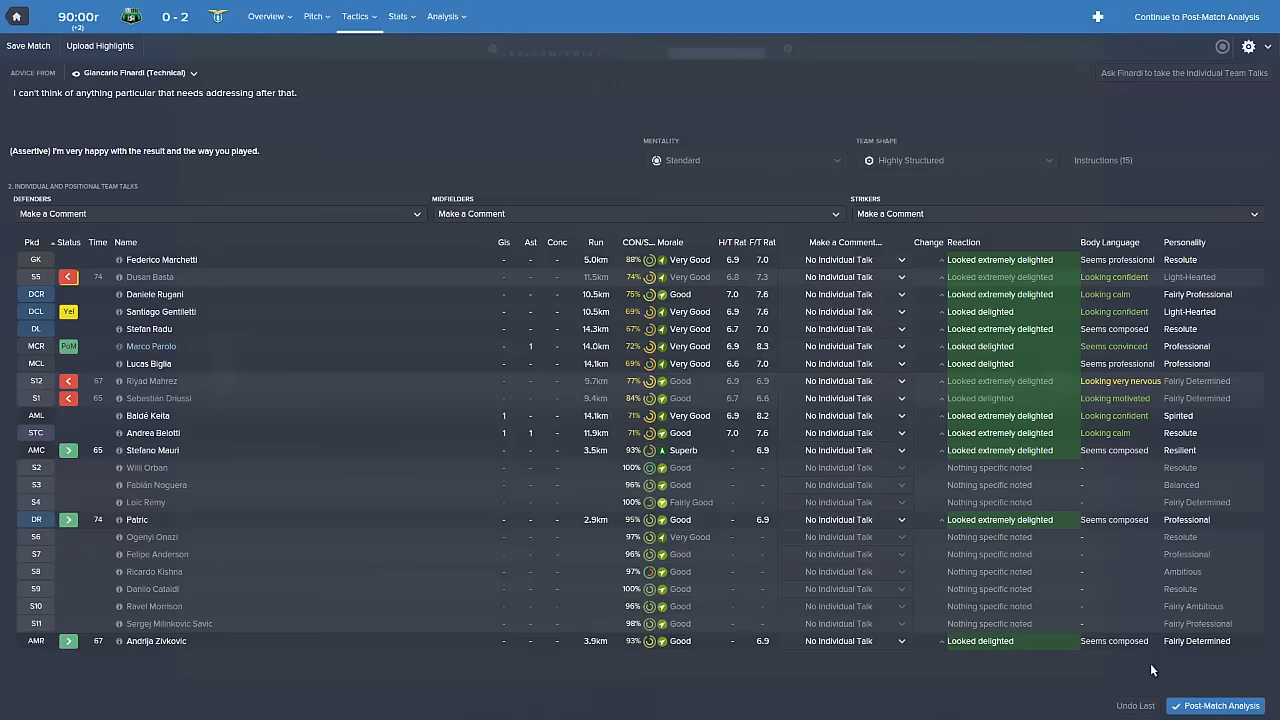 90:00r
(+2)
0 - 2
Overview
Pitch
Tactics
Stats
Analysis
Continue to Post-Match Analysis
Save Match
Upload Highlights
ADVICE FROM
Giancarlo Finardi (Technical)
Ask Finardi to take the Individual Team Talks
I can't think of anything particular that needs addressing after that.
(Assertive) I'm very happy with the result and the way you played.
MENTALITY
Standard
TEAM SHAPE
Highly Structured
Instructions (15)
2. INDIVIDUAL AND POSITIONAL TEAM TALKS
DEFENDERS MIDFIELDERS STRIKERS
Make a Comment Make a Comment Make a Comment
Pkd Status Time Name Gls Ast Conc Run CON/S... Morale H/T Rat F/T Rat Make a Comment... Change Reaction Body Language Personality
GK Federico Marchetti - - - 5.0km 88% Very Good 6.9 7.0 No Individual Talk Looked extremely delighted Seems professional Resolute
S5 74 Dusan Basta - - - 11.5km 74% Very Good 6.8 7.3 No Individual Talk Looked extremely delighted Looking confident Light-Hearted
DCR Daniele Rugani - - - 10.5km 75% Good 7.0 7.6 No Individual Talk Looked extremely delighted Looking calm Fairly Professional
DCL Yel Santiago Gentiletti - - - 10.5km 69% Very Good 6.9 7.6 No Individual Talk Looked delighted Looking confident Light-Hearted
DL Stefan Radu - - - 14.3km 67% Very Good 6.7 7.0 No Individual Talk Looked extremely delighted Seems composed Resolute
MCR PoM Marco Parolo - 1 - 14.0km 72% Very Good 6.9 8.3 No Individual Talk Looked delighted Seems convinced Professional
MCL Lucas Biglia - - - 14.1km 69% Very Good 6.6 7.0 No Individual Talk Looked delighted Seems professional Professional
S12 67 Riyad Mahrez - - - 9.7km 77% Good 6.9 6.9 No Individual Talk Looked extremely delighted Looking very nervous Fairly Determined
S1 65 Sebastián Driussi - - - 9.4km 84% Good 6.7 6.6 No Individual Talk Looked delighted Looking motivated Fairly Determined
AML Baldé Keita 1 - - 14.1km 71% Very Good 6.9 8.2 No Individual Talk Looked extremely delighted Looking confident Spirited
STC Andrea Belotti 1 1 - 11.9km 71% Good 7.0 7.6 No Individual Talk Looked extremely delighted Looking calm Resolute
AMC 65 Stefano Mauri - - - 3.5km 93% Superb - 6.9 No Individual Talk Looked extremely delighted Seems composed Resilient
S2 Willi Orban 100% Good - - No Individual Talk Nothing specific noted - Resolute
S3 Fabián Noguera 96% Good - - No Individual Talk Nothing specific noted - Balanced
S4 Loïc Rémy 100% Fairly Good - - No Individual Talk Nothing specific noted - Fairly Determined
DR 74 Patric - - - 2.9km 95% Good - 6.9 No Individual Talk Looked extremely delighted Seems composed Professional
S6 Ogenyi Onazi 97% Very Good - - No Individual Talk Nothing specific noted - Resolute
S7 Felipe Anderson 96% Good - - No Individual Talk Nothing specific noted - Professional
S8 Ricardo Kishna 97% Good - - No Individual Talk Nothing specific noted - Ambitious
S9 Danilo Cataldi 100% Good - - No Individual Talk Nothing specific noted - Resolute
S10 Ravel Morrison 96% Good - - No Individual Talk Nothing specific noted - Fairly Ambitious
S11 Sergej Milinkovic Savic 98% Good - - No Individual Talk Nothing specific noted - Fairly Professional
AMR 67 Andrija Zivkovic - - - 3.9km 93% Good - 6.9 No Individual Talk Looked delighted Seems composed Fairly Determined
Undo Last
Post-Match Analysis